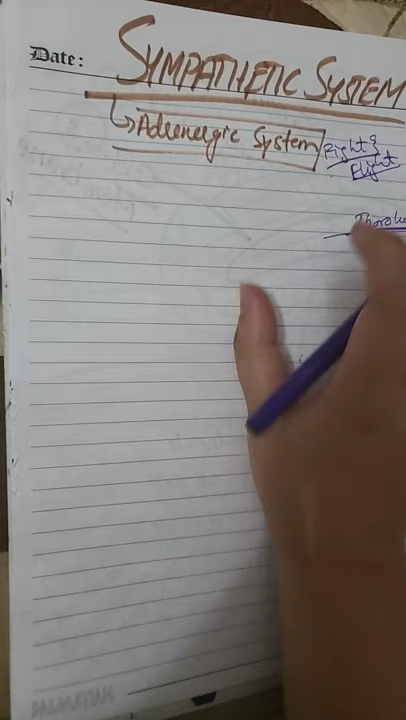 Date:
SYMPATHETIC SYSTEM
↳ Adrenergic System
Fight &
Flight